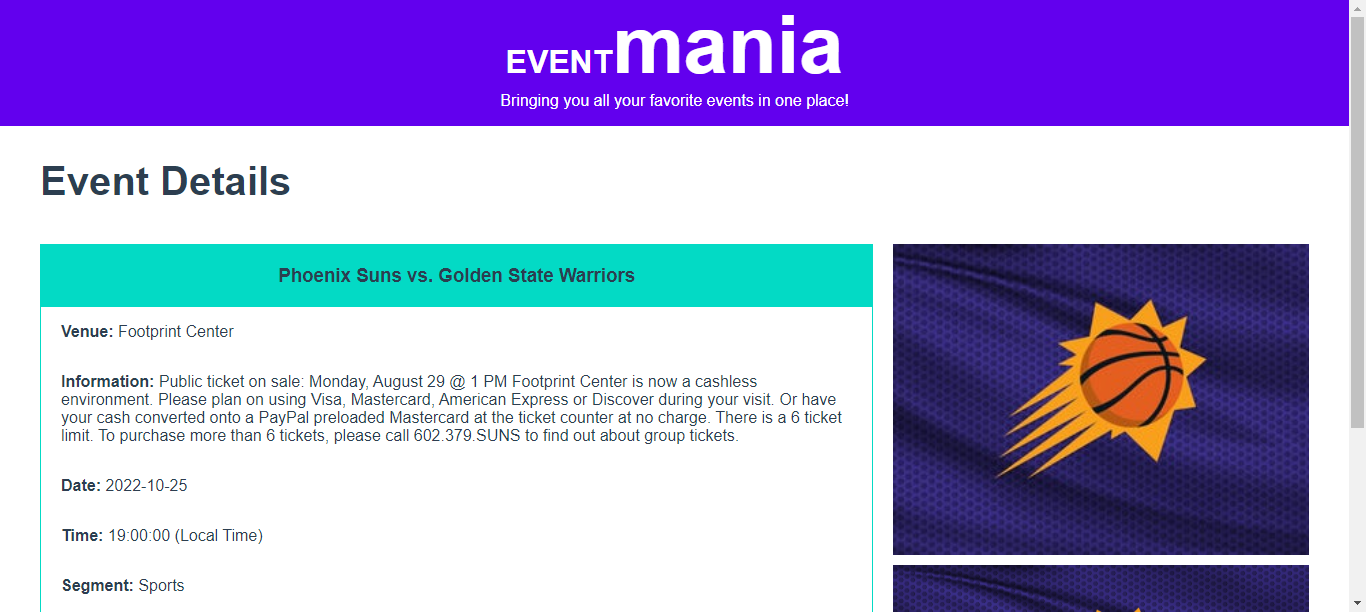 EVENTmania
Bringing you all your favorite events in one place!
Event Details
Phoenix Suns vs. Golden State Warriors
Venue: Footprint Center
Information: Public ticket on sale: Monday, August 29 @ 1 PM Footprint Center is now a cashless
environment. Please plan on using Visa, Mastercard, American Express or Discover during your visit. Or have
your cash converted onto a PayPal preloaded Mastercard at the ticket counter at no charge. There is a 6 ticket
limit. To purchase more than 6 tickets, please call 602.379.SUNS to find out about group tickets.
Date: 2022-10-25
Time: 19:00:00 (Local Time)
Segment: Sports